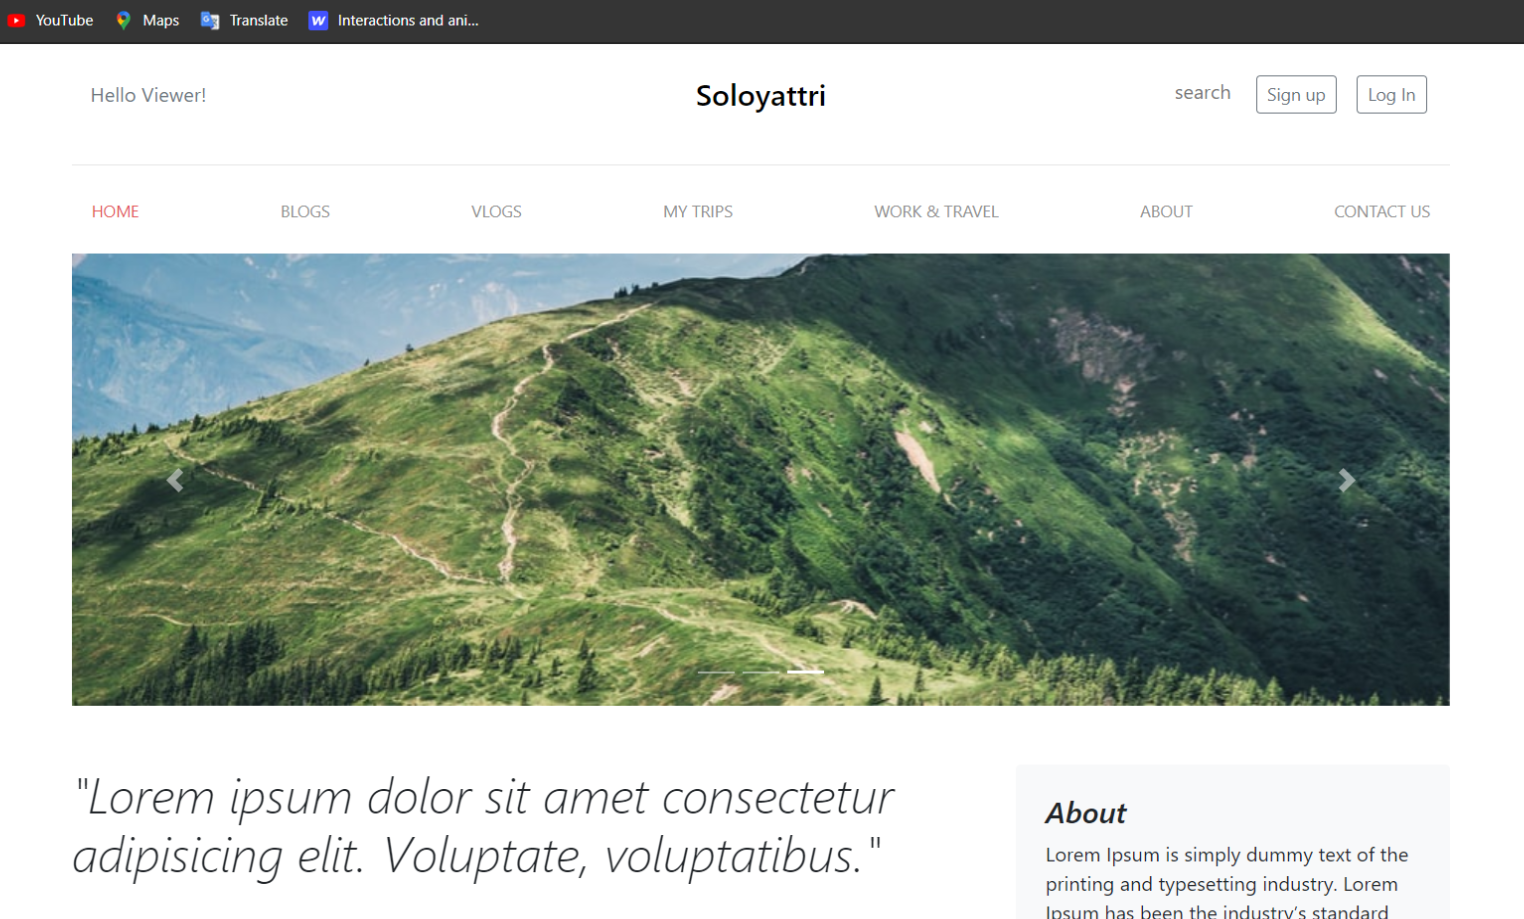 YouTube Maps Translate Interactions and ani...
Hello Viewer! Soloyattri search Sign up Log In
HOME BLOGS VLOGS MY TRIPS WORK & TRAVEL ABOUT CONTACT US
"Lorem ipsum dolor sit amet consectetur
adipisicing elit. Voluptate, voluptatibus."
About
Lorem Ipsum is simply dummy text of the
printing and typesetting industry. Lorem
Ipsum has been the industry's standard